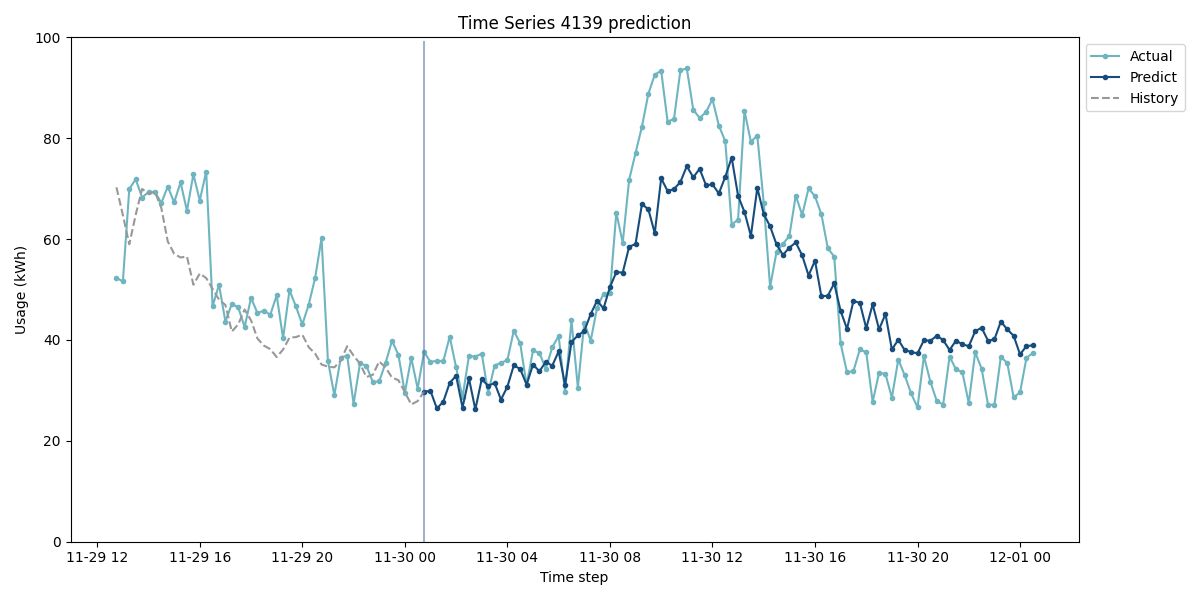 Time Series 4139 prediction
100
80
60
40
20
0
Usage (kWh)
11-29 12
11-29 16
11-29 20
11-30 00
11-30 04
11-30 08
11-30 12
11-30 16
11-30 20
12-01 00
Time step
Actual
Predict
History